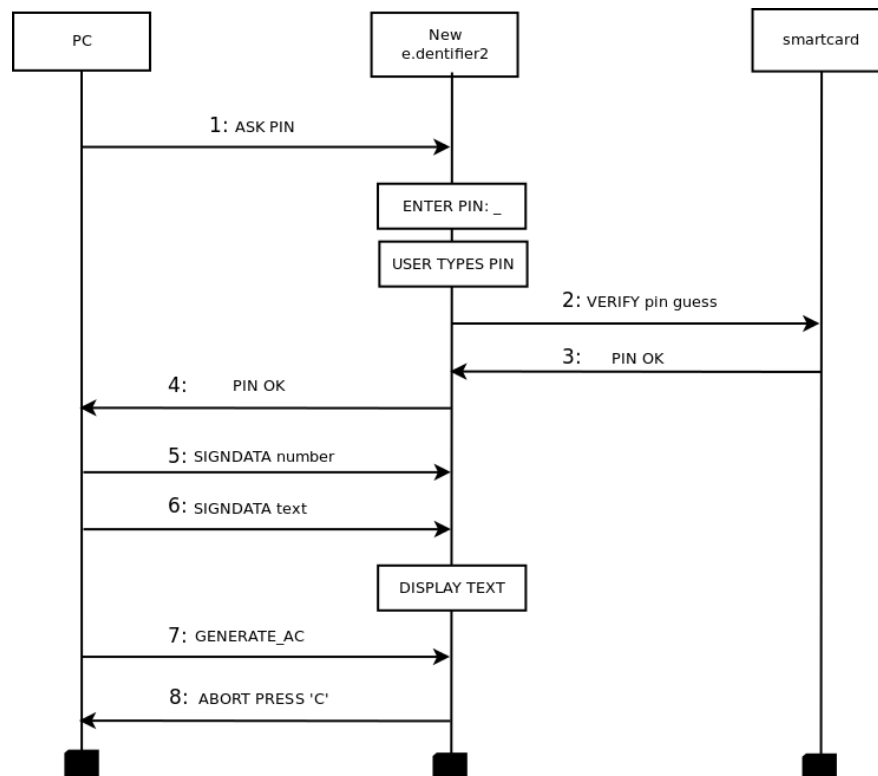 PC
New
e.dentifier2
smartcard
1: ASK PIN
ENTER PIN: _
USER TYPES PIN
2: VERIFY pin guess
3: PIN OK
4: PIN OK
5: SIGNDATA number
6: SIGNDATA text
DISPLAY TEXT
7: GENERATE_AC
8: ABORT PRESS 'C'